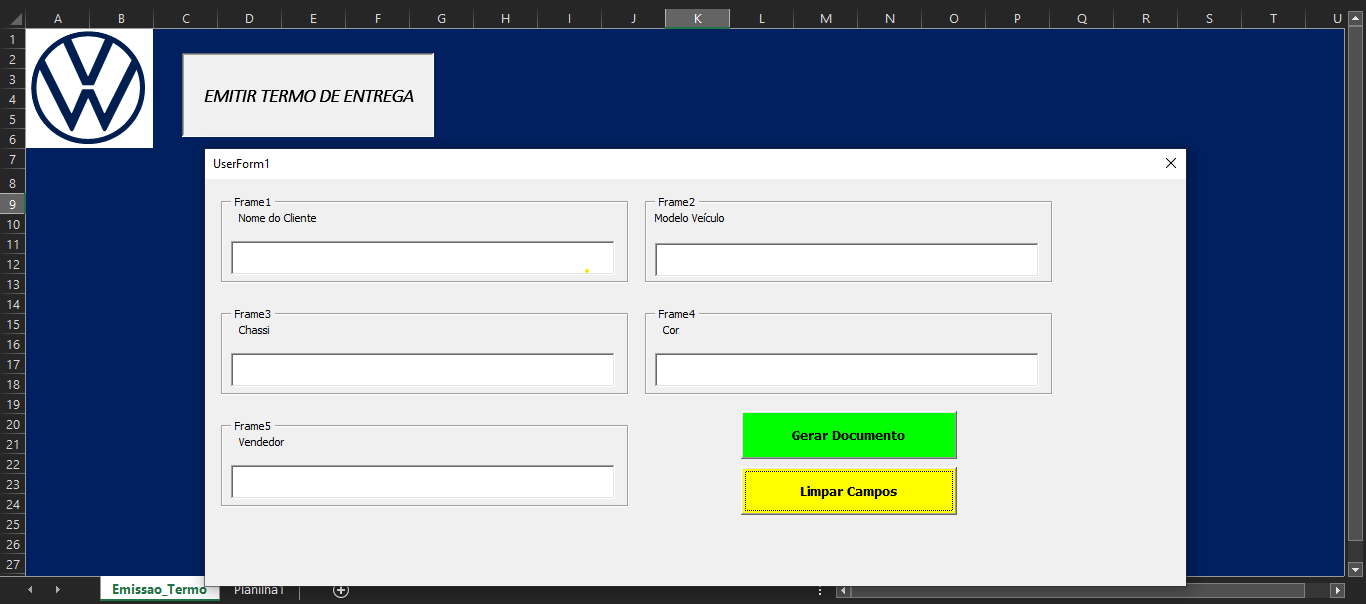 A B C D E F G H I J K L M N O P Q R S T U
1
2
3
4
5
6
7
8
9
10
11
12
13
14
15
16
17
18
19
20
21
22
23
24
25
26
27
EMITIR TERMO DE ENTREGA
UserForm1
Frame1
Nome do Cliente
Frame2
Modelo Veículo
Frame3
Chassi
Frame4
Cor
Frame5
Vendedor
Gerar Documento
Limpar Campos
Emissao_Termo Planilha1